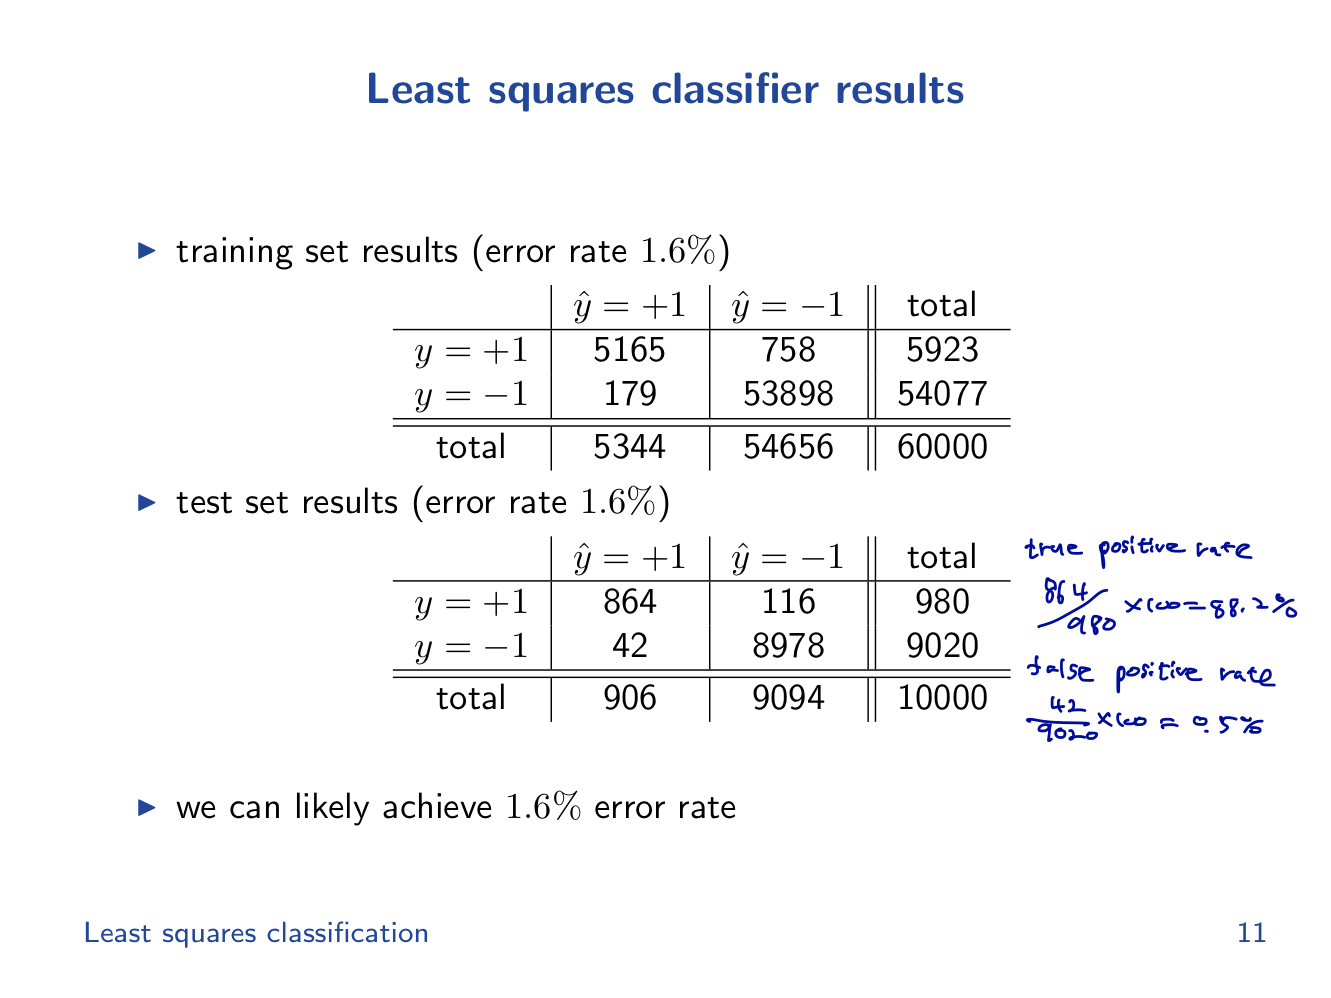 Least squares classifier results
▶ training set results (error rate 1.6%)
ŷ = +1 ŷ = −1 total
y = +1 5165 758 5923
y = −1 179 53898 54077
total 5344 54656 60000
▶ test set results (error rate 1.6%)
ŷ = +1 ŷ = −1 total
y = +1 864 116 980
y = −1 42 8978 9020
total 906 9094 10000
true positive rate
864/980 ×100 = 88.2%
false positive rate
42/9020 ×100 = 0.5%
▶ we can likely achieve 1.6% error rate
Least squares classification 11